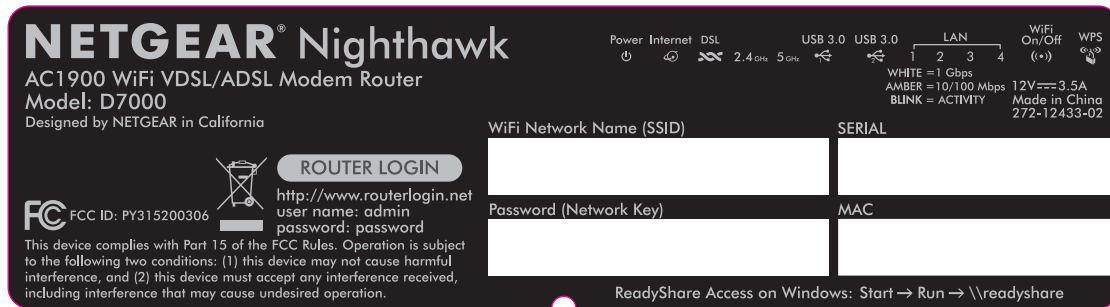 NETGEAR® Nighthawk
AC1900 WiFi VDSL/ADSL Modem Router
Model: D7000
Designed by NETGEAR in California
Power Internet DSL 2.4 GHz 5 GHz USB 3.0 USB 3.0 LAN 1 2 3 4 WiFi On/Off WPS
WHITE =1 Gbps
AMBER =10/100 Mbps
BLINK = ACTIVITY
12V⎓3.5A
Made in China
272-12433-02
ROUTER LOGIN
http://www.routerlogin.net
user name: admin
password: password
FC FCC ID: PY315200306
This device complies with Part 15 of the FCC Rules. Operation is subject
to the following two conditions: (1) this device may not cause harmful
interference, and (2) this device must accept any interference received,
including interference that may cause undesired operation.
WiFi Network Name (SSID)
SERIAL
Password (Network Key)
MAC
ReadyShare Access on Windows: Start → Run → \\readyshare